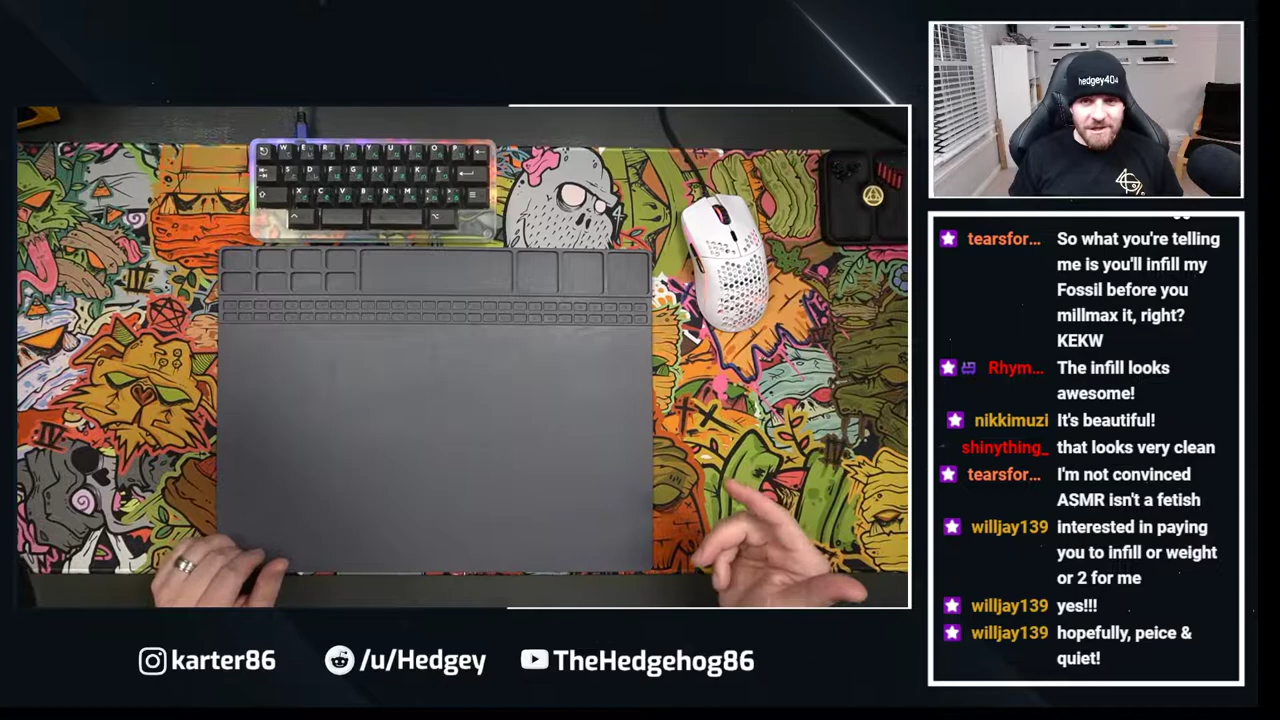 hedgey404
tearsfor... So what you're telling
me is you'll infill my
Fossil before you
millmax it, right?
KEKW
Rhym... The infill looks
awesome!
nikkimuzi It's beautiful!
shinything_ that looks very clean
tearsfor... I'm not convinced
ASMR isn't a fetish
willjay139 interested in paying
you to infill or weight
or 2 for me
willjay139 yes!!!
willjay139 hopefully, peice &
quiet!
W E R T Y U I O P
S D F G H J K L
X C V B N M
IV
karter86
/u/Hedgey
TheHedgehog86